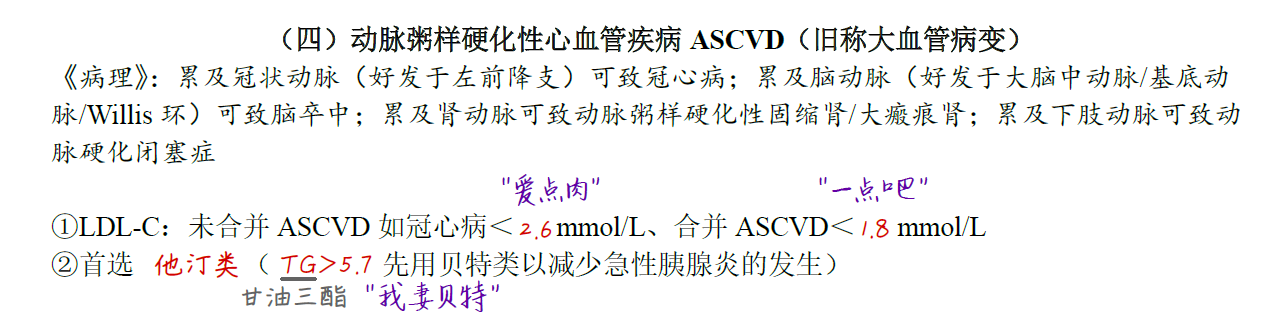 （四）动脉粥样硬化性心血管疾病 ASCVD（旧称大血管病变）
《病理》：累及冠状动脉（好发于左前降支）可致冠心病；累及脑动脉（好发于大脑中动脉/基底动
脉/Willis 环）可致脑卒中；累及肾动脉可致动脉粥样硬化性固缩肾/大瘢痕肾；累及下肢动脉可致动
脉硬化闭塞症
"爱点肉" "一点吧"
①LDL-C：未合并 ASCVD 如冠心病＜2.6 mmol/L、合并 ASCVD＜1.8 mmol/L
②首选 他汀类（TG>5.7 先用贝特类以减少急性胰腺炎的发生）
甘油三酯 "我妻贝特"